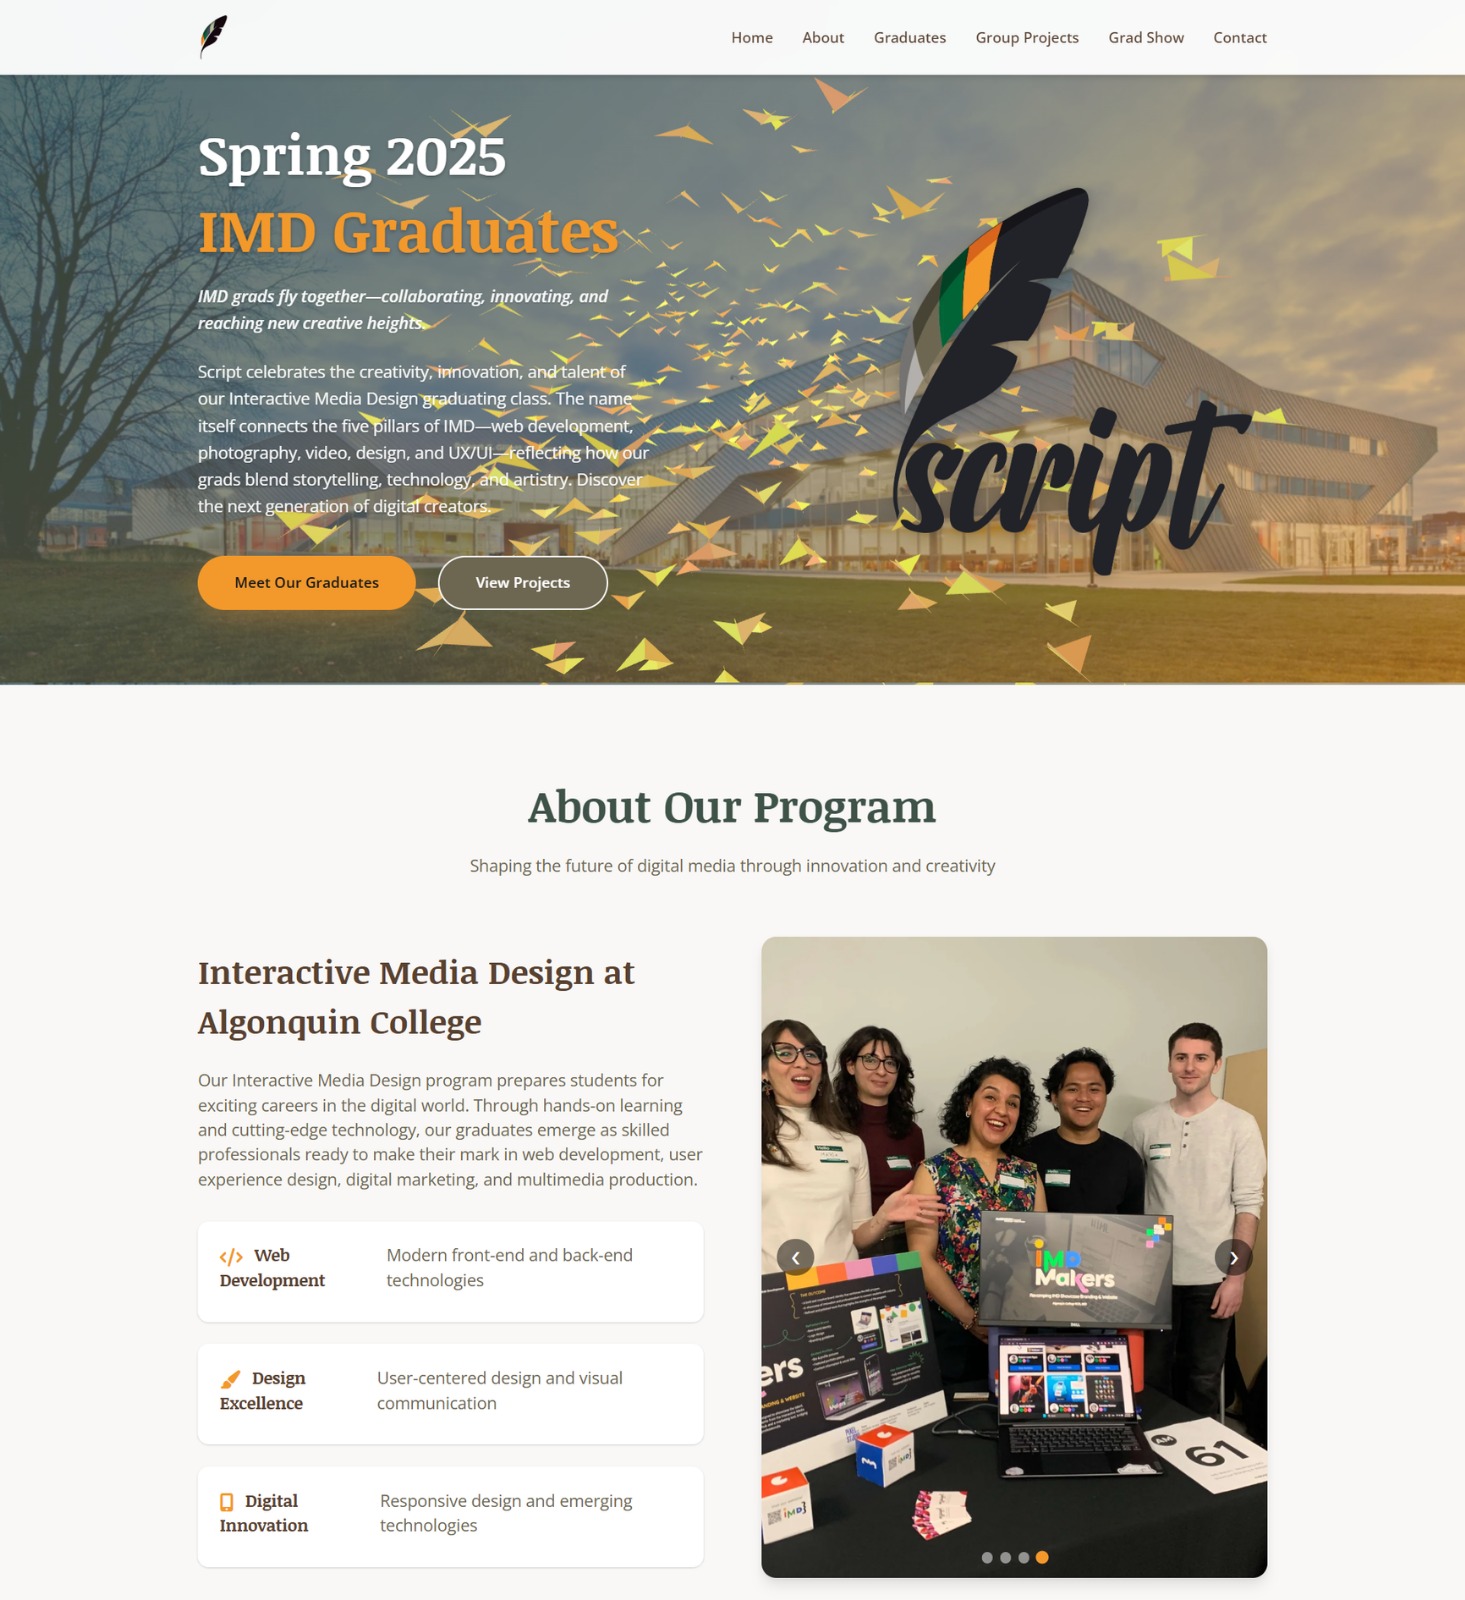 Home About Graduates Group Projects Grad Show Contact
Spring 2025
IMD Graduates
IMD grads fly together—collaborating, innovating, and
reaching new creative heights.
Script celebrates the creativity, innovation, and talent of
our Interactive Media Design graduating class. The name
itself connects the five pillars of IMD—web development,
photography, video, design, and UX/UI—reflecting how our
grads blend storytelling, technology, and artistry. Discover
the next generation of digital creators.
Meet Our Graduates
View Projects
script
About Our Program
Shaping the future of digital media through innovation and creativity
Interactive Media Design at
Algonquin College
Our Interactive Media Design program prepares students for
exciting careers in the digital world. Through hands-on learning
and cutting-edge technology, our graduates emerge as skilled
professionals ready to make their mark in web development, user
experience design, digital marketing, and multimedia production.
Web
Development
Modern front-end and back-end
technologies
Design
Excellence
User-centered design and visual
communication
Digital
Innovation
Responsive design and emerging
technologies
iMD
Makers
DELL
THE OUTCOME
ers
BRANDING & WEBSITE
iMD}
iMD}
AM
61